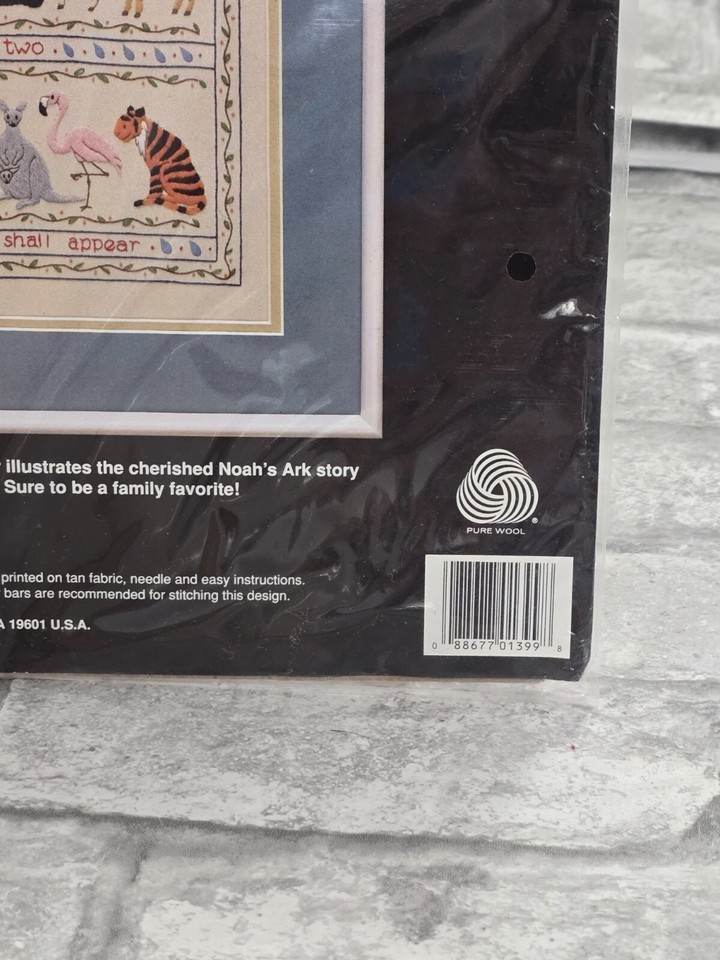 two
shall appear
illustrates the cherished Noah's Ark story
Sure to be a family favorite!
®
PURE WOOL
printed on tan fabric, needle and easy instructions.
bars are recommended for stitching this design.
A 19601 U.S.A.
0 88677 01399 8